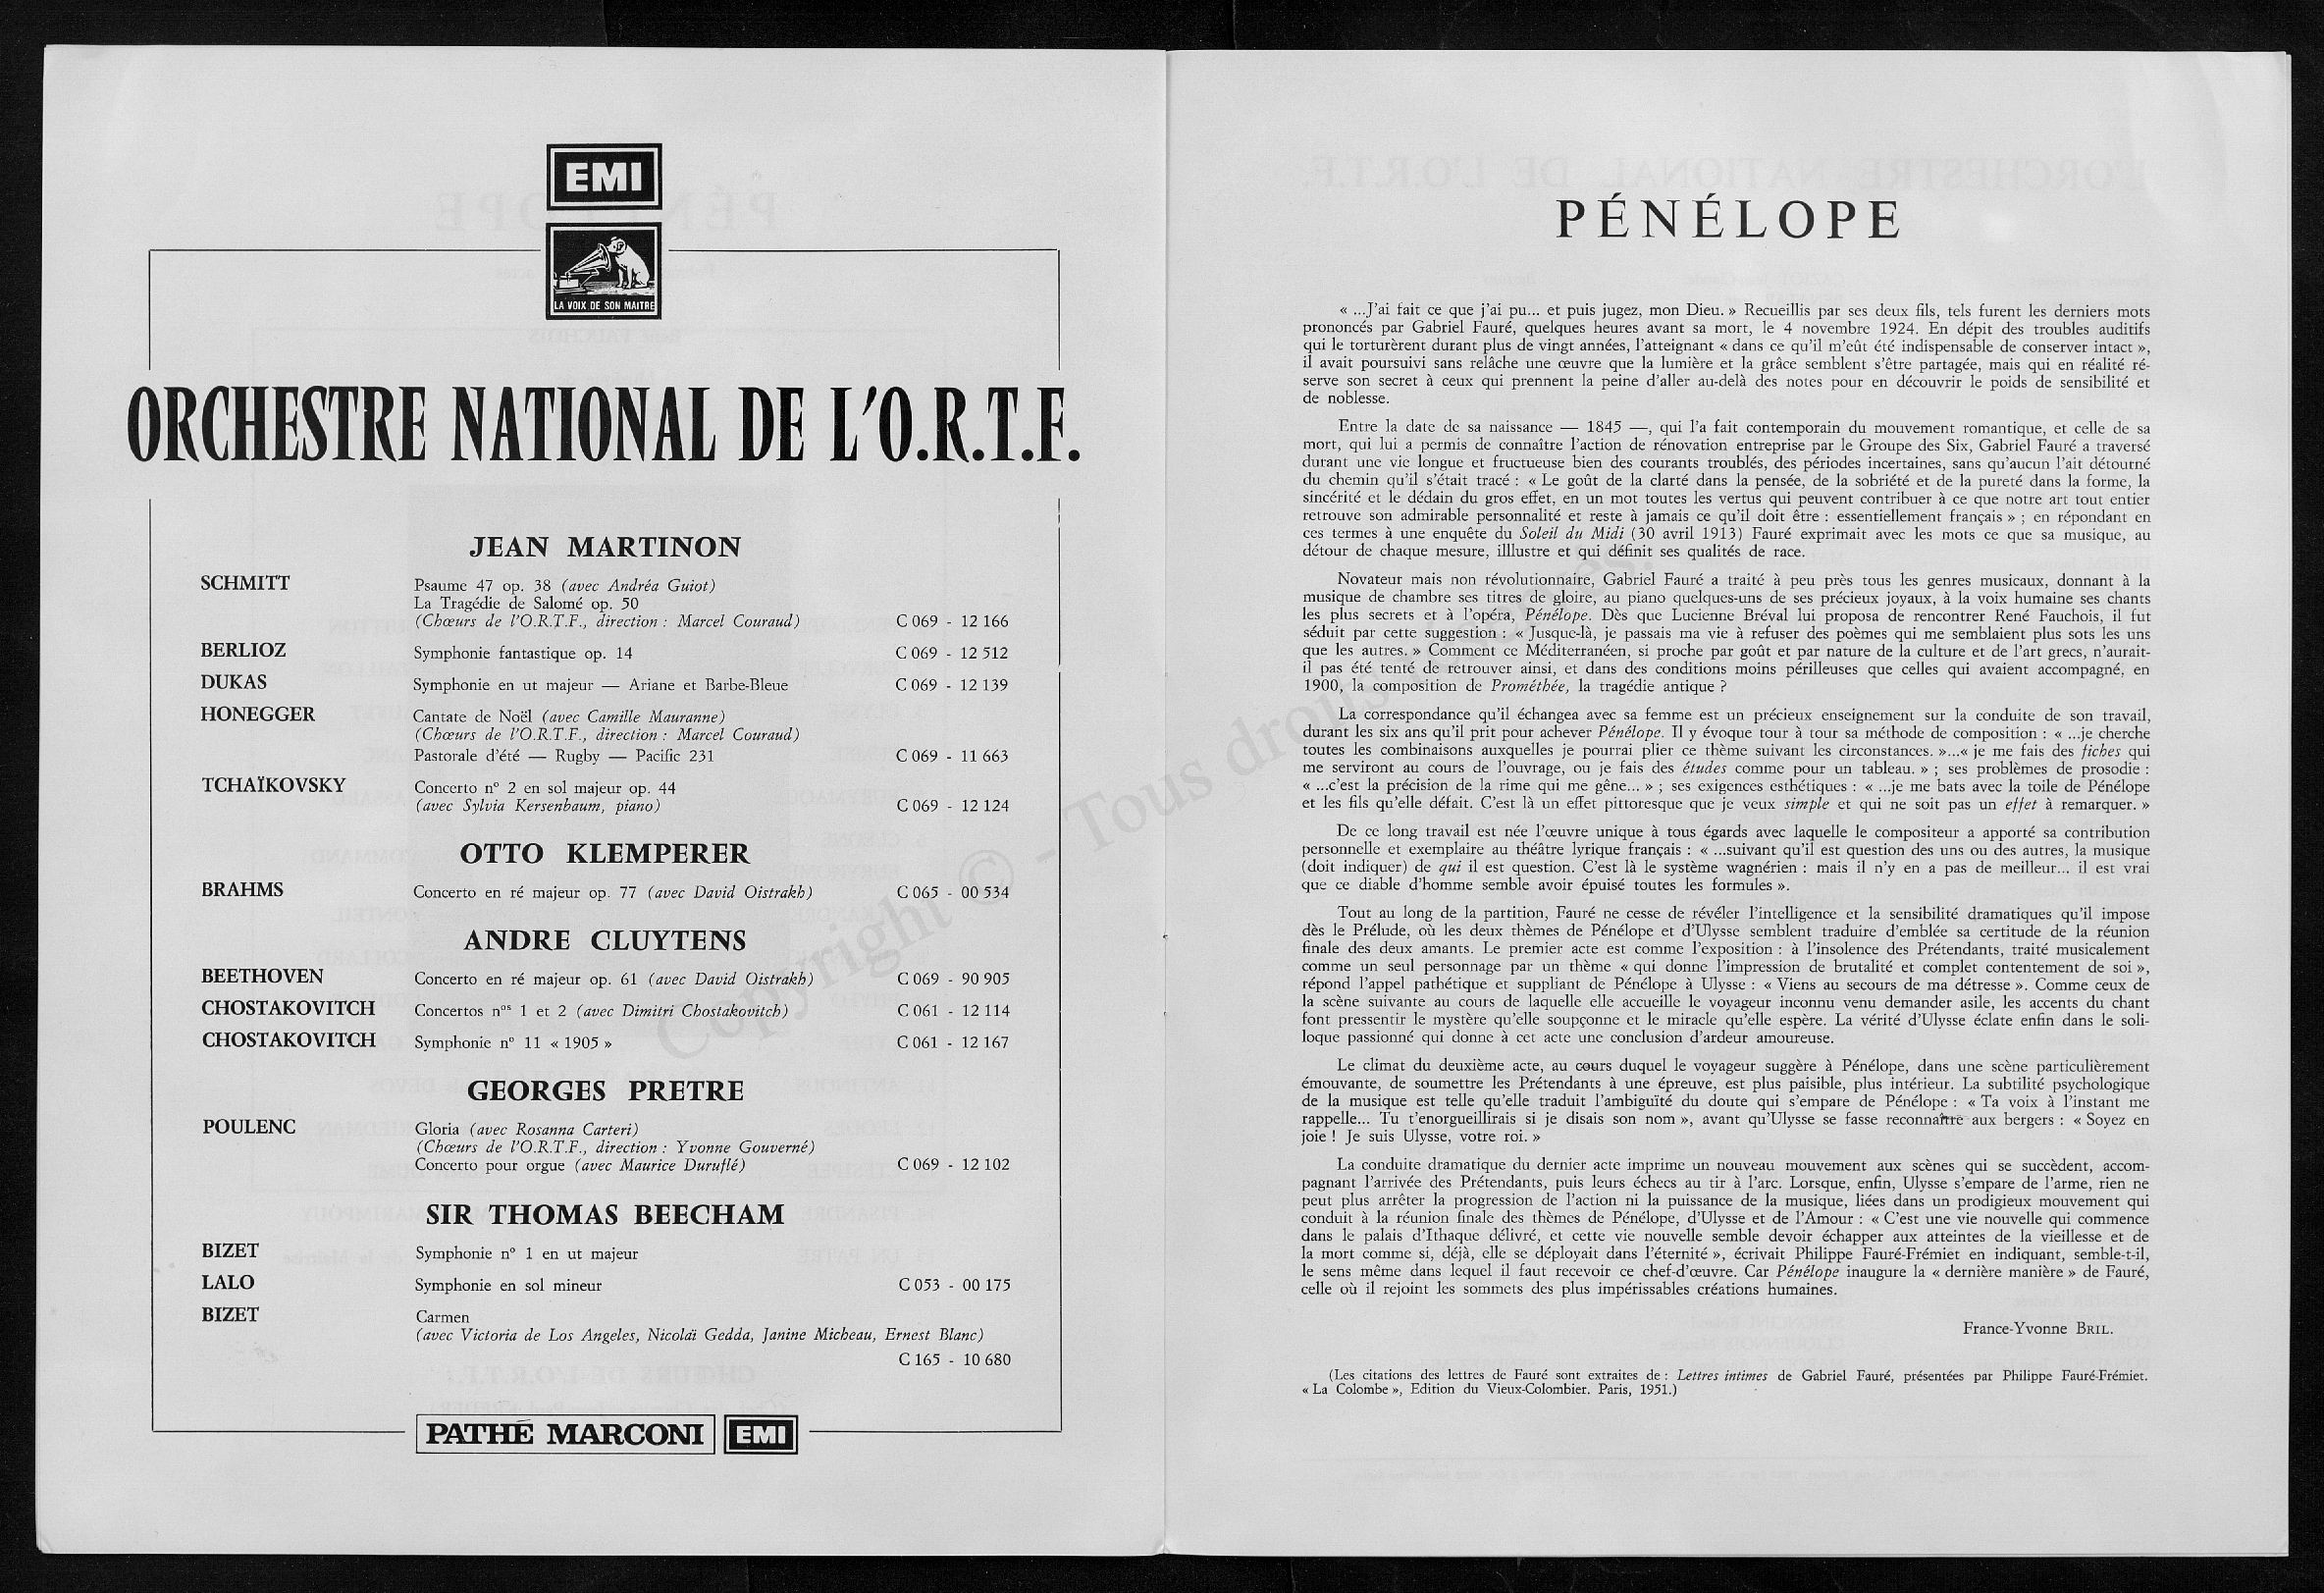 EMI
LA VOIX DE SON MAITRE
ORCHESTRE NATIONAL DE L'O.R.T.F.
JEAN MARTINON
SCHMITT Psaume 47 op. 38 (avec Andréa Guiot)
La Tragédie de Salomé op. 50
(Chœurs de l'O.R.T.F., direction : Marcel Couraud) C 069 - 12 166
BERLIOZ Symphonie fantastique op. 14 C 069 - 12 512
DUKAS Symphonie en ut majeur — Ariane et Barbe-Bleue C 069 - 12 139
HONEGGER Cantate de Noël (avec Camille Mauranne)
(Chœurs de l'O.R.T.F., direction : Marcel Couraud)
Pastorale d'été — Rugby — Pacific 231 C 069 - 11 663
TCHAÏKOVSKY Concerto n° 2 en sol majeur op. 44
(avec Sylvia Kersenbaum, piano) C 069 - 12 124
OTTO KLEMPERER
BRAHMS Concerto en ré majeur op. 77 (avec David Oistrakh) C 065 - 00 534
ANDRE CLUYTENS
BEETHOVEN Concerto en ré majeur op. 61 (avec David Oistrakh) C 069 - 90 905
CHOSTAKOVITCH Concertos nos 1 et 2 (avec Dimitri Chostakovitch) C 061 - 12 114
CHOSTAKOVITCH Symphonie n° 11 « 1905 » C 061 - 12 167
GEORGES PRETRE
POULENC Gloria (avec Rosanna Carteri)
(Chœurs de l'O.R.T.F., direction : Yvonne Gouverné)
Concerto pour orgue (avec Maurice Duruflé) C 069 - 12 102
SIR THOMAS BEECHAM
BIZET Symphonie n° 1 en ut majeur
LALO Symphonie en sol mineur C 053 - 00 175
BIZET Carmen
(avec Victoria de Los Angeles, Nicolaï Gedda, Janine Micheau, Ernest Blanc)
C 165 - 10 680
PATHÉ MARCONI EMI
PÉNÉLOPE
« ...J'ai fait ce que j'ai pu... et puis jugez, mon Dieu. » Recueillis par ses deux fils, tels furent les derniers mots
prononcés par Gabriel Fauré, quelques heures avant sa mort, le 4 novembre 1924. En dépit des troubles auditifs
qui le torturèrent durant plus de vingt années, l'atteignant « dans ce qu'il m'eût été indispensable de conserver intact »,
il avait poursuivi sans relâche une œuvre que la lumière et la grâce semblent s'être partagée, mais qui en réalité ré-
serve son secret à ceux qui prennent la peine d'aller au-delà des notes pour en découvrir le poids de sensibilité et
de noblesse.
Entre la date de sa naissance — 1845 —, qui l'a fait contemporain du mouvement romantique, et celle de sa
mort, qui lui a permis de connaître l'action de rénovation entreprise par le Groupe des Six, Gabriel Fauré a traversé
durant une vie longue et fructueuse bien des courants troublés, des périodes incertaines, sans qu'aucun l'ait détourné
du chemin qu'il s'était tracé : « Le goût de la clarté dans la pensée, de la sobriété et de la pureté dans la forme, la
sincérité et le dédain du gros effet, en un mot toutes les vertus qui peuvent contribuer à ce que notre art tout entier
retrouve son admirable personnalité et reste à jamais ce qu'il doit être : essentiellement français » ; en répondant en
ces termes à une enquête du Soleil du Midi (30 avril 1913) Fauré exprimait avec les mots ce que sa musique, au
détour de chaque mesure, illlustre et qui définit ses qualités de race.
Novateur mais non révolutionnaire, Gabriel Fauré a traité à peu près tous les genres musicaux, donnant à la
musique de chambre ses titres de gloire, au piano quelques-uns de ses précieux joyaux, à la voix humaine ses chants
les plus secrets et à l'opéra, Pénélope. Dès que Lucienne Bréval lui proposa de rencontrer René Fauchois, il fut
séduit par cette suggestion : « Jusque-là, je passais ma vie à refuser des poèmes qui me semblaient plus sots les uns
que les autres. » Comment ce Méditerranéen, si proche par goût et par nature de la culture et de l'art grecs, n'aurait-
il pas été tenté de retrouver ainsi, et dans des conditions moins périlleuses que celles qui avaient accompagné, en
1900, la composition de Prométhée, la tragédie antique ?
La correspondance qu'il échangea avec sa femme est un précieux enseignement sur la conduite de son travail,
durant les six ans qu'il prit pour achever Pénélope. Il y évoque tour à tour sa méthode de composition : « ...je cherche
toutes les combinaisons auxquelles je pourrai plier ce thème suivant les circonstances. »...« je me fais des fiches qui
me serviront au cours de l'ouvrage, ou je fais des études comme pour un tableau. » ; ses problèmes de prosodie :
« ...c'est la précision de la rime qui me gêne... » ; ses exigences esthétiques : « ...je me bats avec la toile de Pénélope
et les fils qu'elle défait. C'est là un effet pittoresque que je veux simple et qui ne soit pas un effet à remarquer. »
De ce long travail est née l'œuvre unique à tous égards avec laquelle le compositeur a apporté sa contribution
personnelle et exemplaire au théâtre lyrique français : « ...suivant qu'il est question des uns ou des autres, la musique
(doit indiquer) de qui il est question. C'est là le système wagnérien : mais il n'y en a pas de meilleur... il est vrai
que ce diable d'homme semble avoir épuisé toutes les formules ».
Tout au long de la partition, Fauré ne cesse de révéler l'intelligence et la sensibilité dramatiques qu'il impose
dès le Prélude, où les deux thèmes de Pénélope et d'Ulysse semblent traduire d'emblée sa certitude de la réunion
finale des deux amants. Le premier acte est comme l'exposition : à l'insolence des Prétendants, traité musicalement
comme un seul personnage par un thème « qui donne l'impression de brutalité et complet contentement de soi »,
répond l'appel pathétique et suppliant de Pénélope à Ulysse : « Viens au secours de ma détresse ». Comme ceux de
la scène suivante au cours de laquelle elle accueille le voyageur inconnu venu demander asile, les accents du chant
font pressentir le mystère qu'elle soupçonne et le miracle qu'elle espère. La vérité d'Ulysse éclate enfin dans le soli-
loque passionné qui donne à cet acte une conclusion d'ardeur amoureuse.
Le climat du deuxième acte, au cours duquel le voyageur suggère à Pénélope, dans une scène particulièrement
émouvante, de soumettre les Prétendants à une épreuve, est plus paisible, plus intérieur. La subtilité psychologique
de la musique est telle qu'elle traduit l'ambiguïté du doute qui s'empare de Pénélope : « Ta voix à l'instant me
rappelle... Tu t'enorgueillirais si je disais son nom », avant qu'Ulysse se fasse reconnaître aux bergers : « Soyez en
joie ! Je suis Ulysse, votre roi. »
La conduite dramatique du dernier acte imprime un nouveau mouvement aux scènes qui se succèdent, accom-
pagnant l'arrivée des Prétendants, puis leurs échecs au tir à l'arc. Lorsque, enfin, Ulysse s'empare de l'arme, rien ne
peut plus arrêter la progression de l'action ni la puissance de la musique, liées dans un prodigieux mouvement qui
conduit à la réunion finale des thèmes de Pénélope, d'Ulysse et de l'Amour : « C'est une vie nouvelle qui commence
dans le palais d'Ithaque délivré, et cette vie nouvelle semble devoir échapper aux atteintes de la vieillesse et de
la mort comme si, déjà, elle se déployait dans l'éternité », écrivait Philippe Fauré-Frémiet en indiquant, semble-t-il,
le sens même dans lequel il faut recevoir ce chef-d'œuvre. Car Pénélope inaugure la « dernière manière » de Fauré,
celle où il rejoint les sommets des plus impérissables créations humaines.
France-Yvonne BRIL.
(Les citations des lettres de Fauré sont extraites de : Lettres intimes de Gabriel Fauré, présentées par Philippe Fauré-Frémiet.
« La Colombe », Edition du Vieux-Colombier. Paris, 1951.)
Copyright © - Tous droits